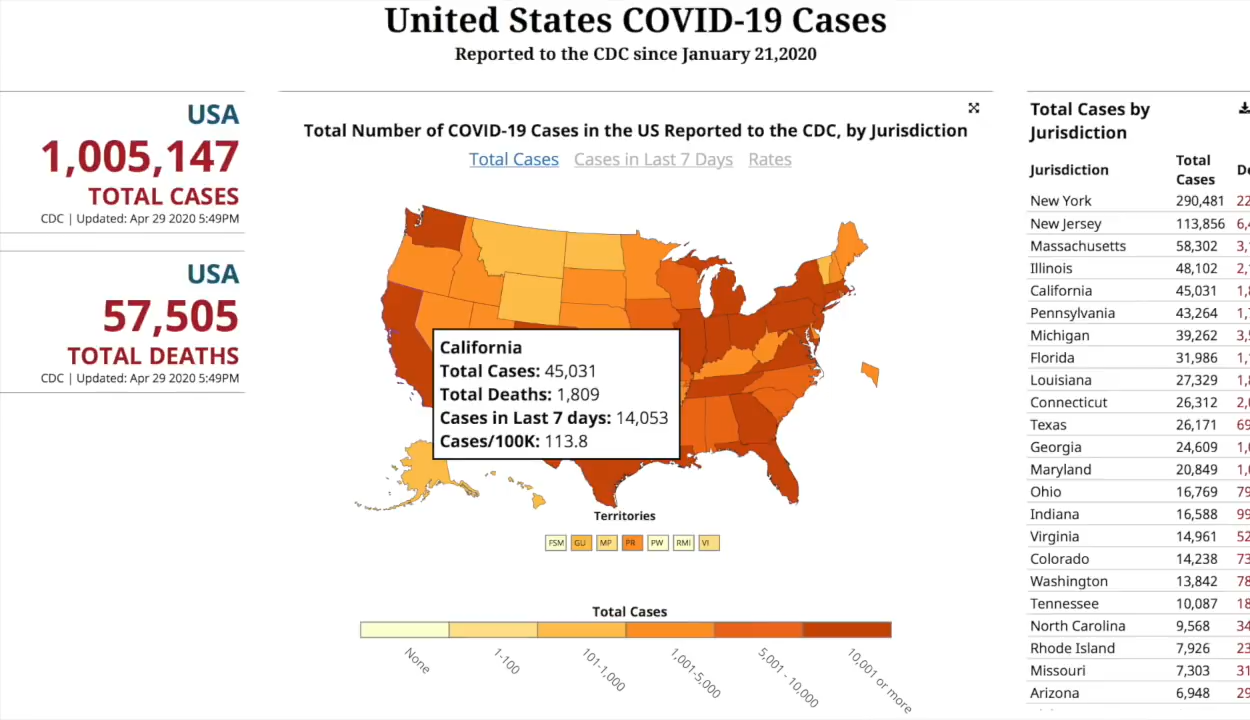 United States COVID-19 Cases
Reported to the CDC since January 21,2020
USA
1,005,147
TOTAL CASES
CDC | Updated: Apr 29 2020 5:49PM
USA
57,505
TOTAL DEATHS
CDC | Updated: Apr 29 2020 5:49PM
Total Number of COVID-19 Cases in the US Reported to the CDC, by Jurisdiction
Total Cases Cases in Last 7 Days Rates
California
Total Cases: 45,031
Total Deaths: 1,809
Cases in Last 7 days: 14,053
Cases/100K: 113.8
Territories
FSM GU MP PR PW RMI VI
Total Cases
None 1-100 101-1,000 1,001-5,000 5,001 - 10,000 10,001 or more
Total Cases by
Jurisdiction
Jurisdiction Total Cases
New York 290,481
New Jersey 113,856
Massachusetts 58,302
Illinois 48,102
California 45,031
Pennsylvania 43,264
Michigan 39,262
Florida 31,986
Louisiana 27,329
Connecticut 26,312
Texas 26,171
Georgia 24,609
Maryland 20,849
Ohio 16,769
Indiana 16,588
Virginia 14,961
Colorado 14,238
Washington 13,842
Tennessee 10,087
North Carolina 9,568
Rhode Island 7,926
Missouri 7,303
Arizona 6,948